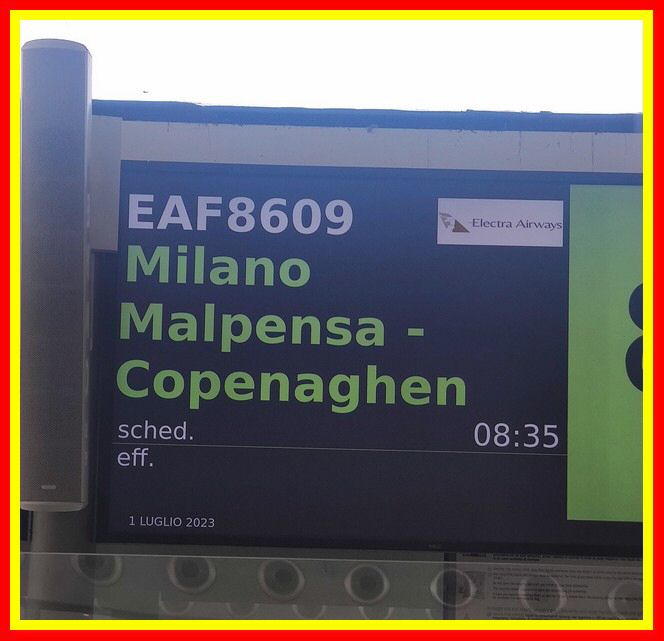 EAF8609
Electra Airways
Milano
Malpensa -
Copenaghen
sched. 08:35
eff.
1 LUGLIO 2023